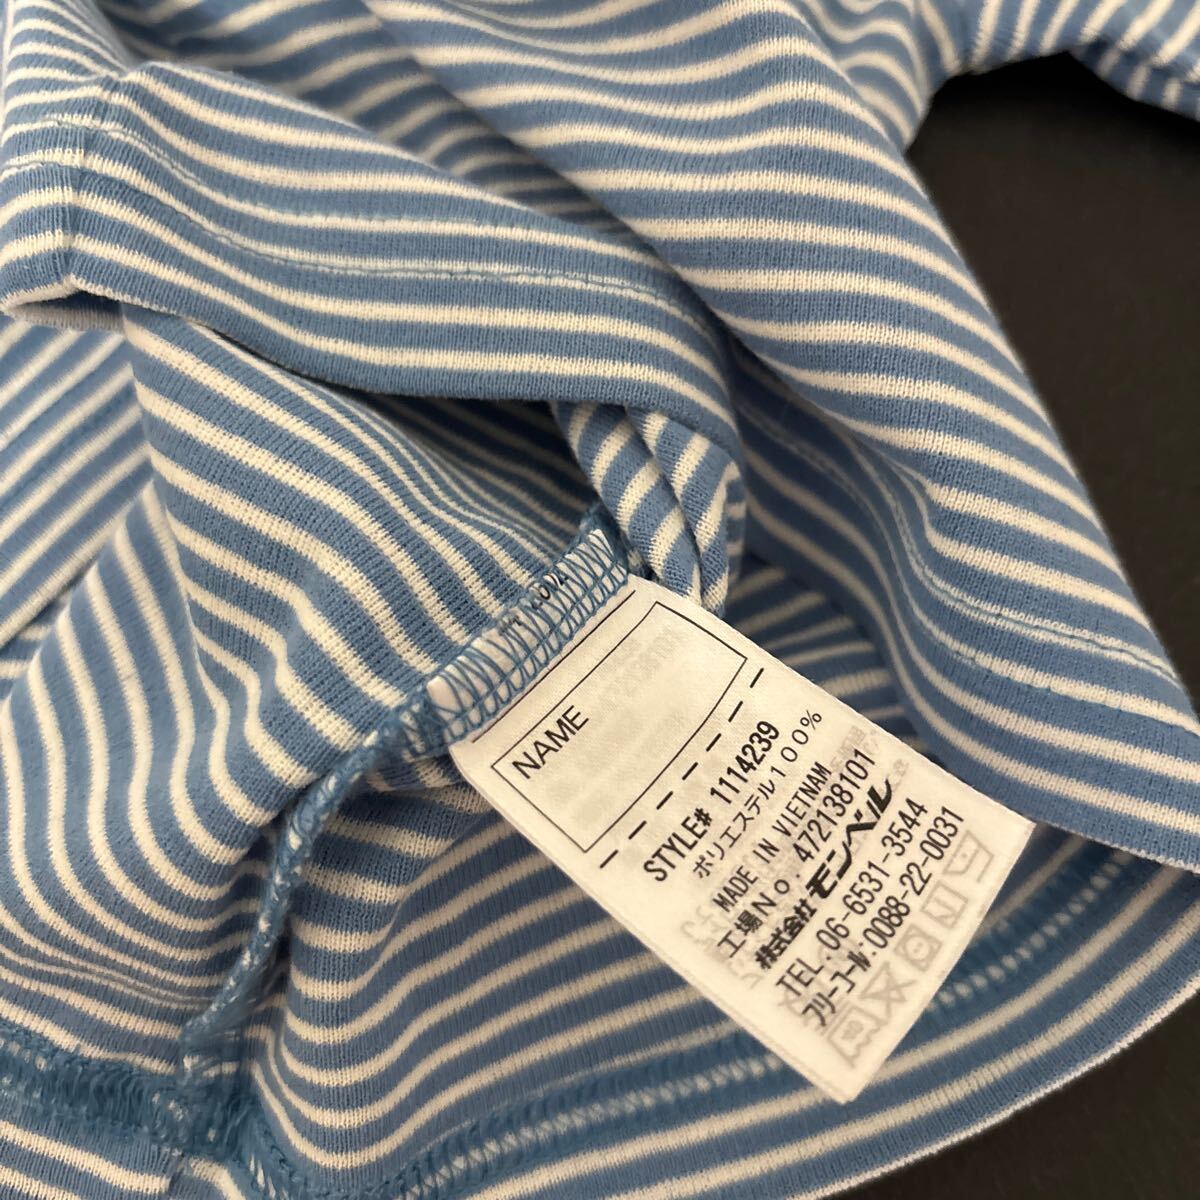 NAME
STYLE# 1114239
ポリエステル100%
MADE IN VIETNAM
工場No.472138101
株式会社モンベル
TEL:06-6531-3544
フリーコール:0088-22-0031